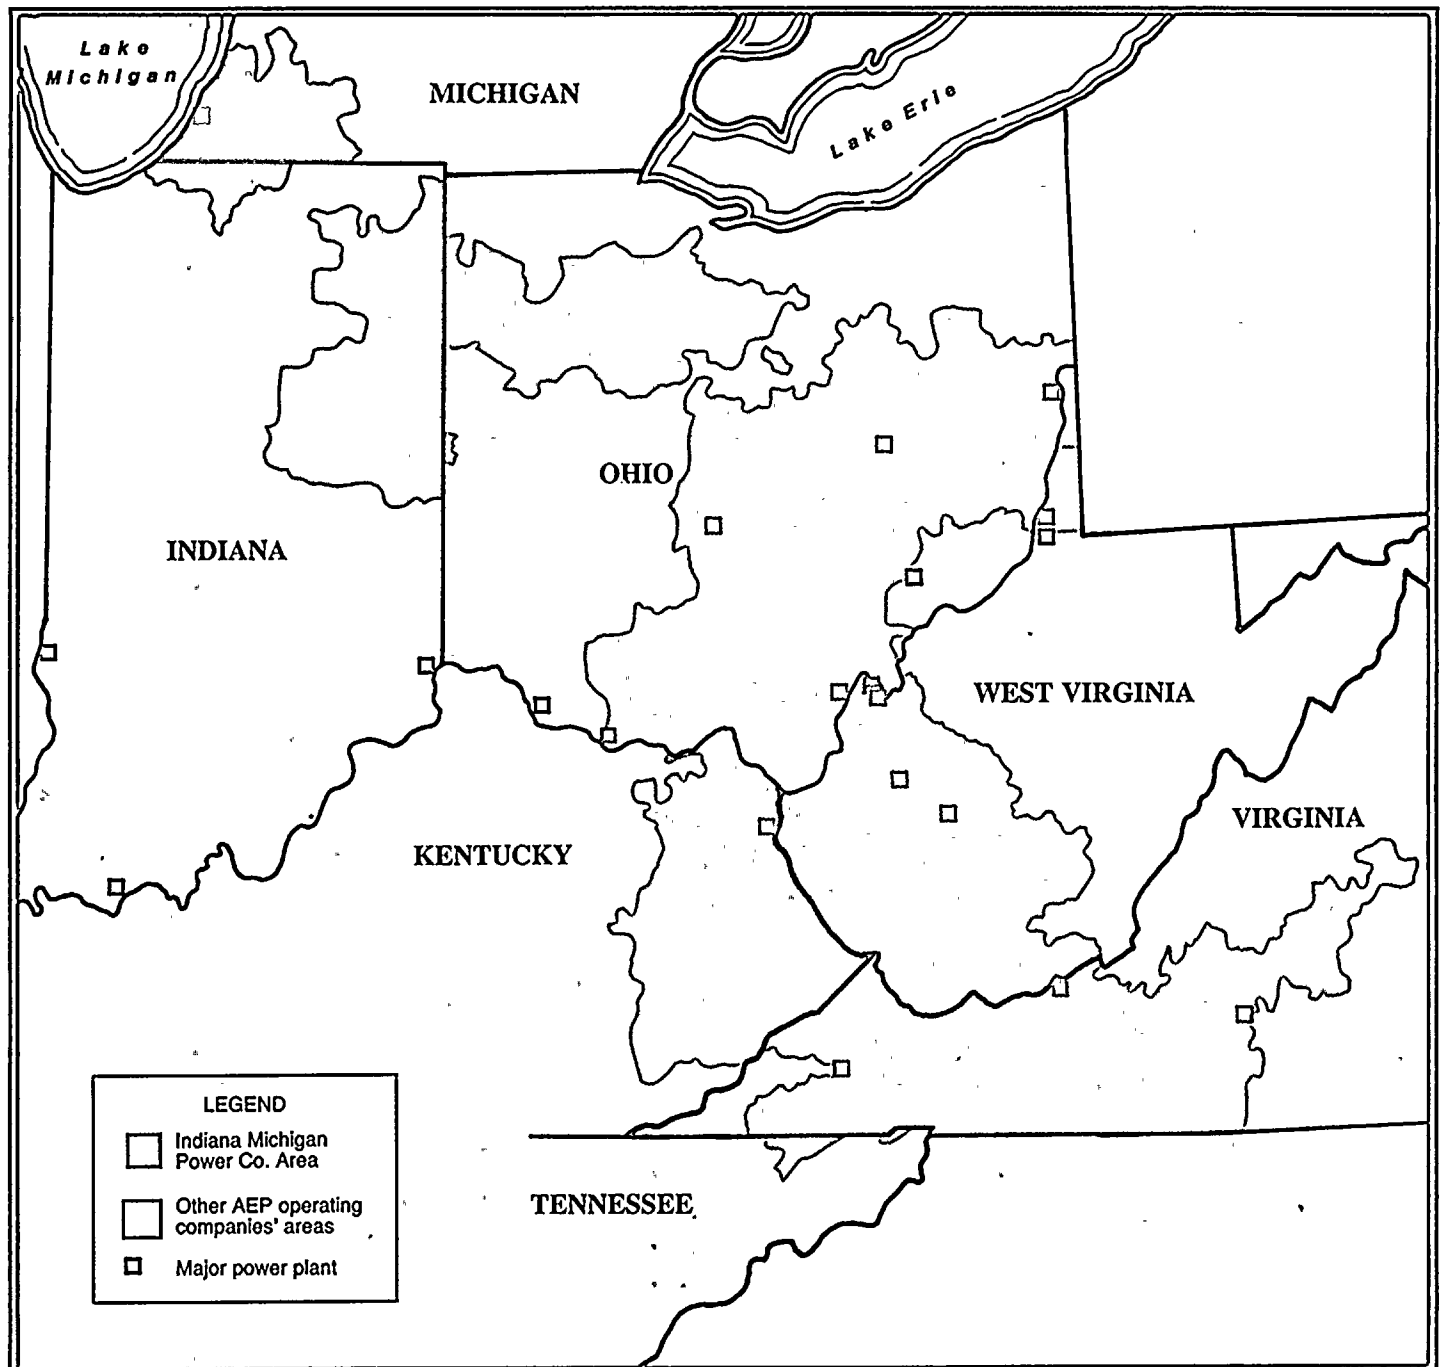 Lake
Michigan
MICHIGAN
Lake Erie
OHIO
INDIANA
WEST VIRGINIA
VIRGINIA
KENTUCKY
TENNESSEE
LEGEND
Indiana Michigan
Power Co. Area
Other AEP operating
companies' areas
Major power plant